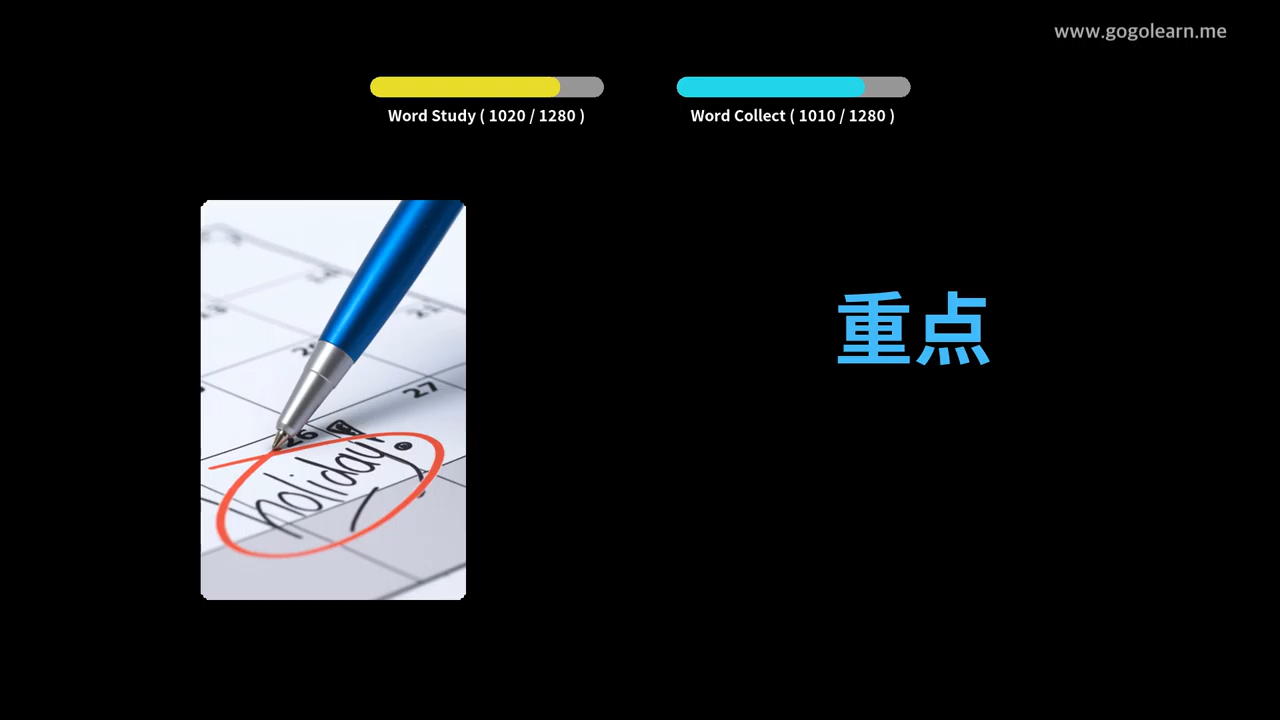 www.gogolearn.me
Word Study ( 1020 / 1280 )
Word Collect ( 1010 / 1280 )
重点
27
26
holiday!